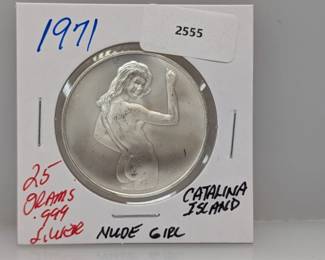 1971
2555
25
GRAMS
.999
SILVER
CATALINA
ISLAND
NUDE GIRL